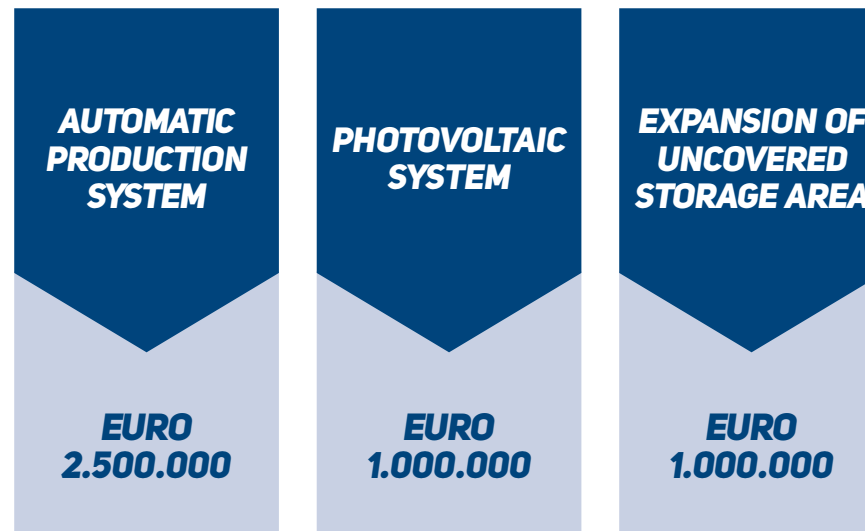 AUTOMATIC
PRODUCTION
SYSTEM
EURO
2.500.000
PHOTOVOLTAIC
SYSTEM
EURO
1.000.000
EXPANSION OF
UNCOVERED
STORAGE AREA
EURO
1.000.000